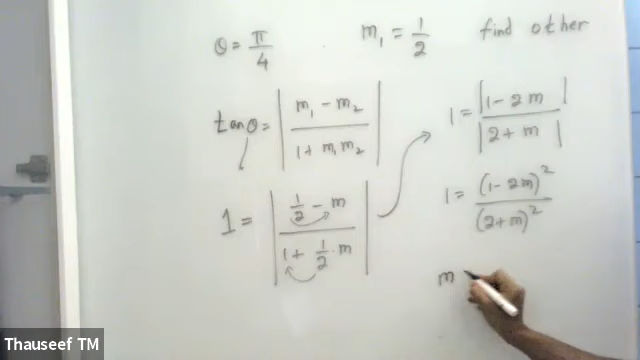 θ = π/4
m₁ = 1/2
find other
tanθ = | (m₁ - m₂) / (1 + m₁m₂) |
1 = | (1/2 - m) / (1 + 1/2 · m) |
1 = |1 - 2m| / |2 + m|
1 = (1 - 2m)² / (2 + m)²
m
Thauseef TM